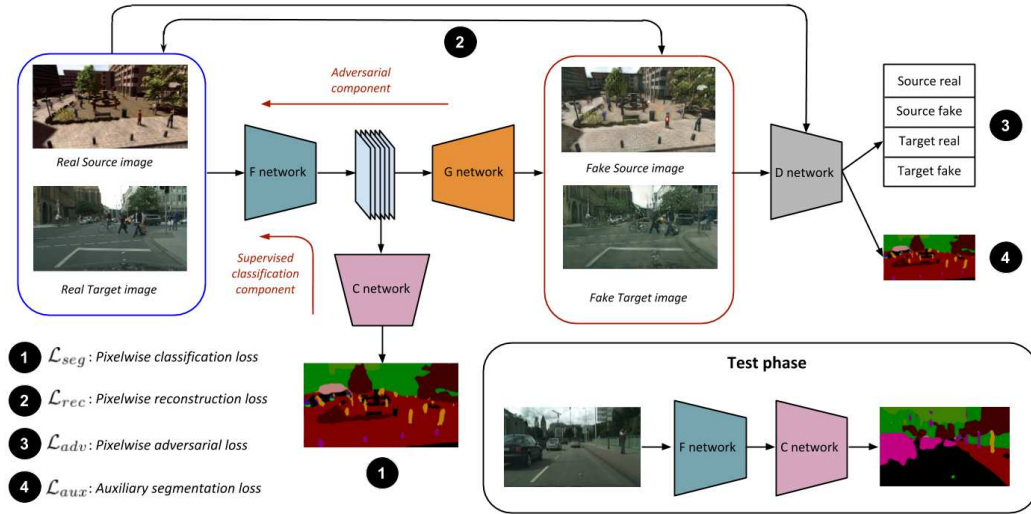 2
Real Source image
Real Target image
Adversarial
component
F network
G network
Supervised
classification
component
C network
1
Fake Source image
Fake Target image
D network
Source real
Source fake
Target real
Target fake
3
4
1 ℒseg : Pixelwise classification loss
2 ℒrec : Pixelwise reconstruction loss
3 ℒadv : Pixelwise adversarial loss
4 ℒaux : Auxiliary segmentation loss
Test phase
F network
C network